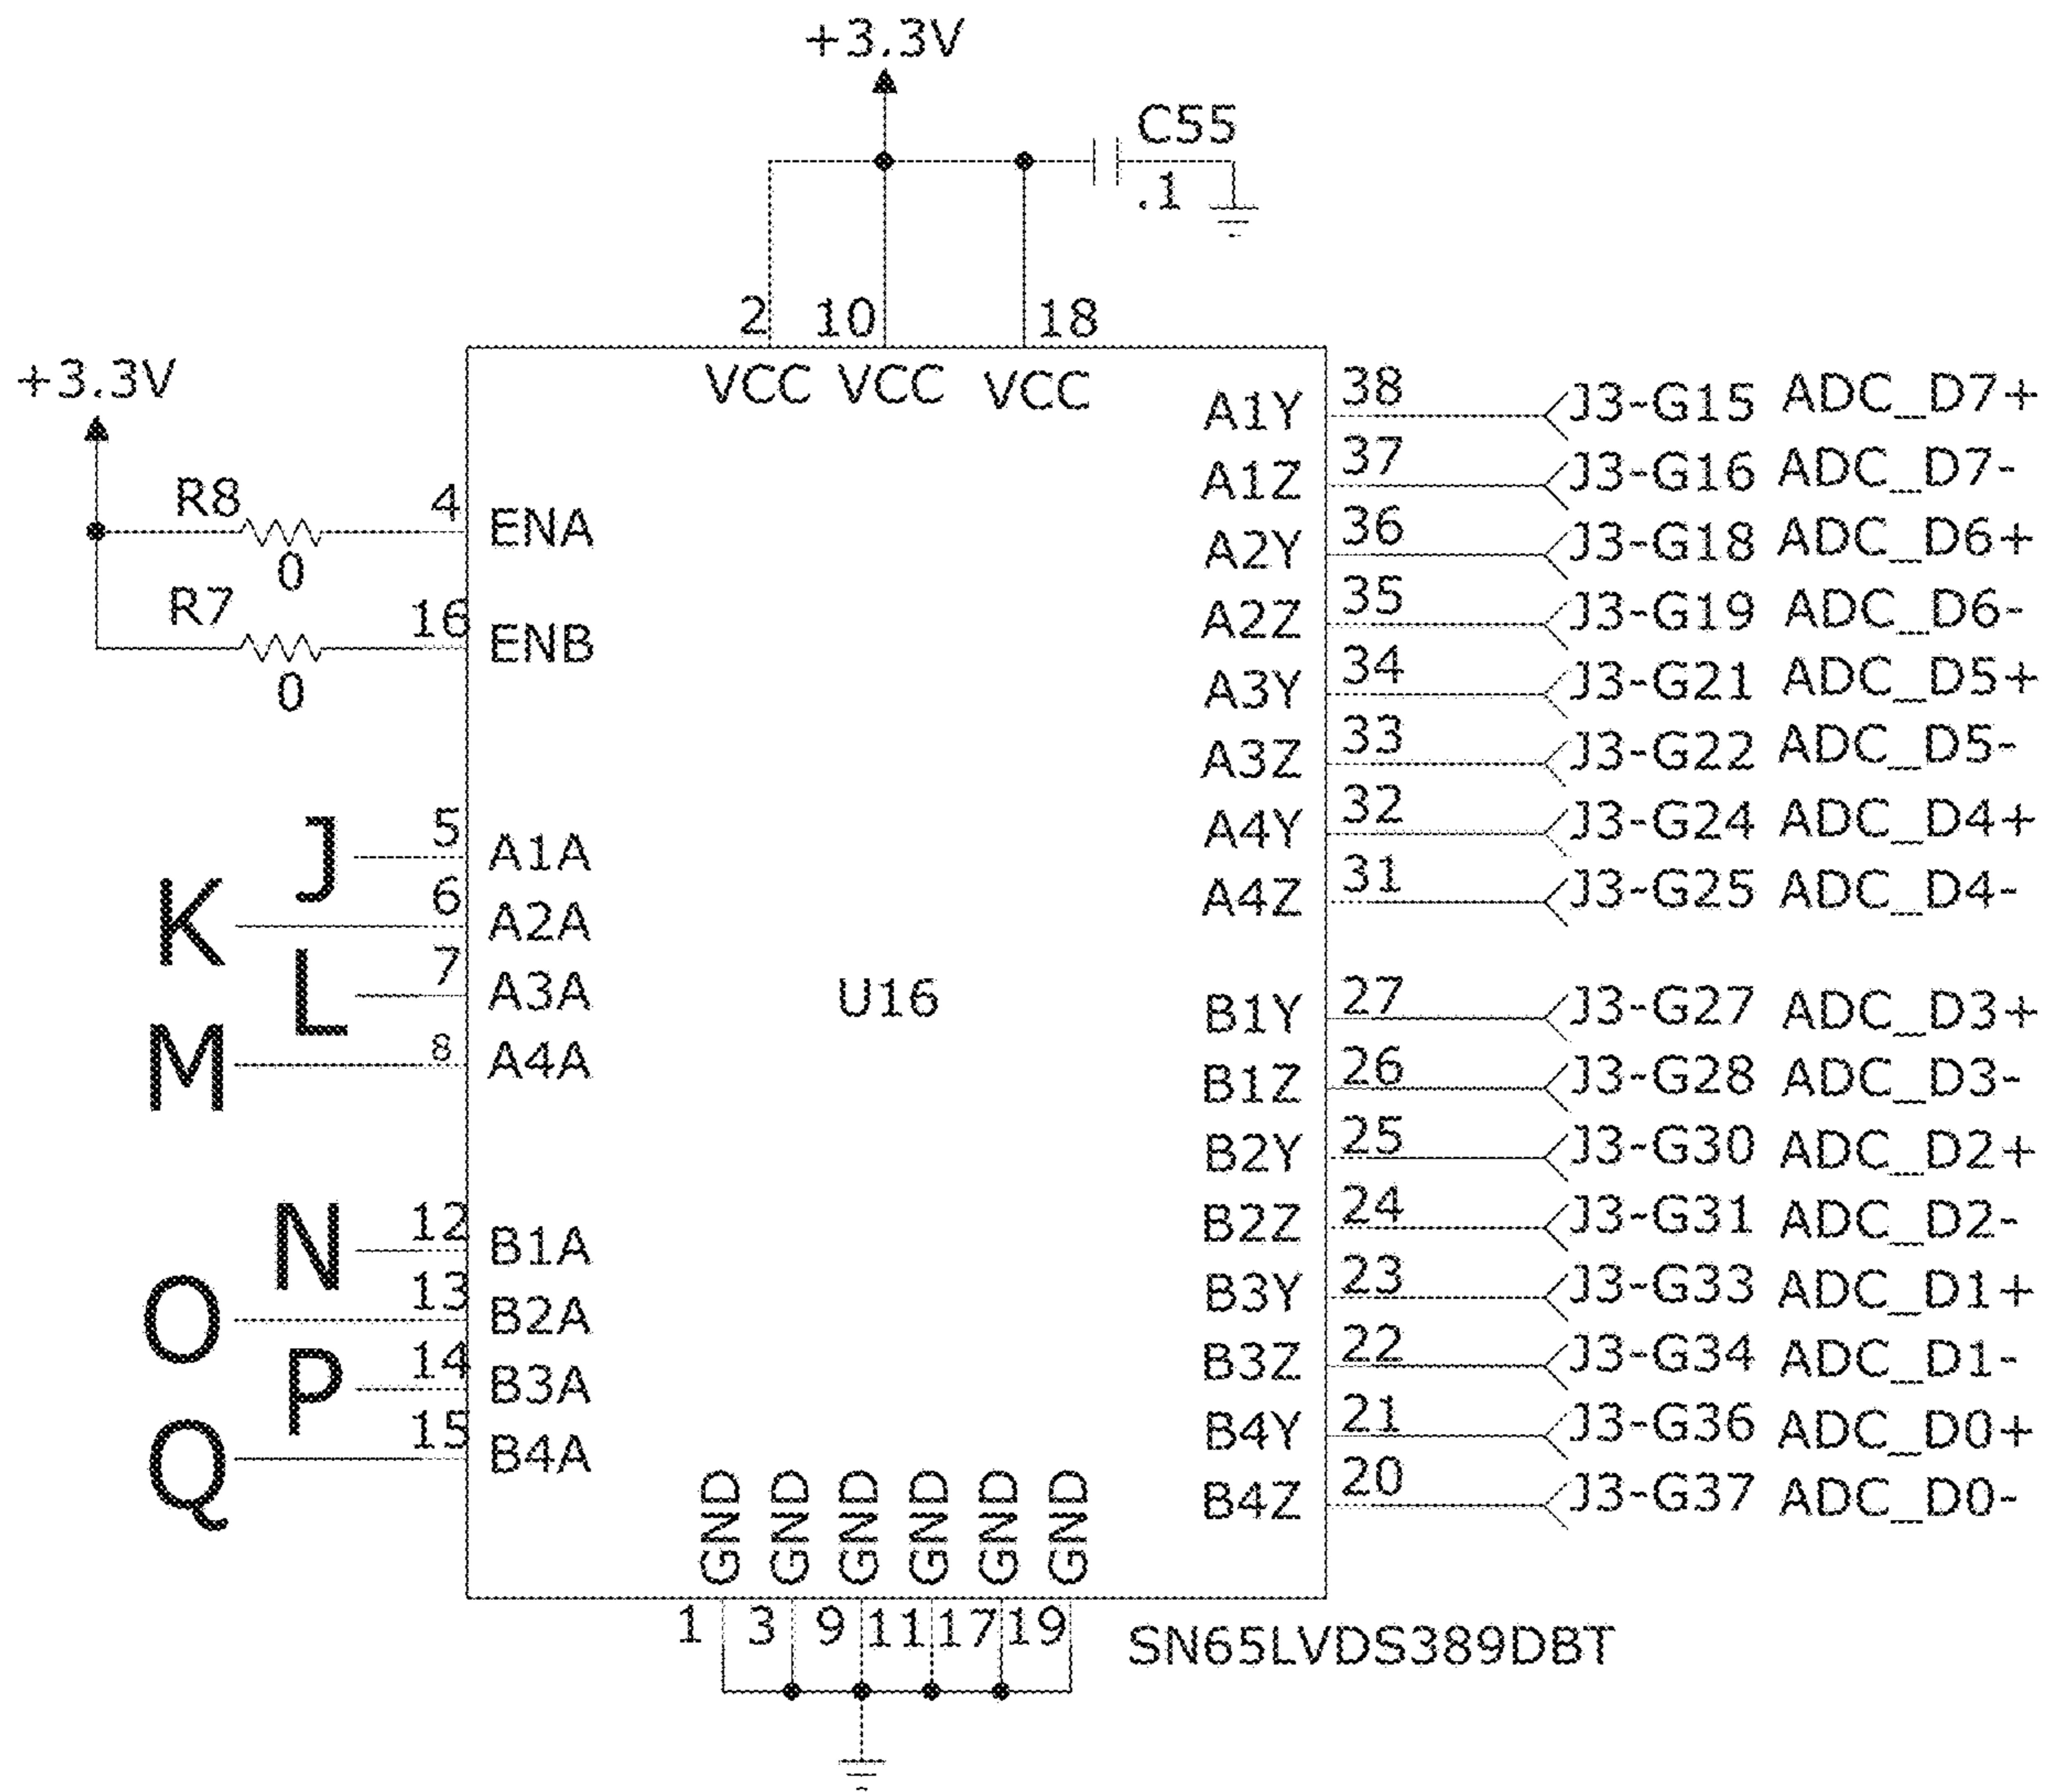 +3.3V
C55
.1
2 10 18
+3.3V
VCC VCC VCC
A1Y 38 J3-G15 ADC_D7+
A1Z 37 J3-G16 ADC_D7-
R8 4 ENA A2Y 36 J3-G18 ADC_D6+
0
R7 16 ENB A2Z 35 J3-G19 ADC_D6-
0
A3Y 34 J3-G21 ADC_D5+
A3Z 33 J3-G22 ADC_D5-
J 5 A1A A4Y 32 J3-G24 ADC_D4+
K 6 A2A A4Z 31 J3-G25 ADC_D4-
L 7 A3A U16 B1Y 27 J3-G27 ADC_D3+
M 8 A4A B1Z 26 J3-G28 ADC_D3-
B2Y 25 J3-G30 ADC_D2+
N 12 B1A B2Z 24 J3-G31 ADC_D2-
O 13 B2A B3Y 23 J3-G33 ADC_D1+
P 14 B3A B3Z 22 J3-G34 ADC_D1-
Q 15 B4A B4Y 21 J3-G36 ADC_D0+
B4Z 20 J3-G37 ADC_D0-
GND GND GND GND GND GND
1 3 9 11 17 19
SN65LVDS389DBT